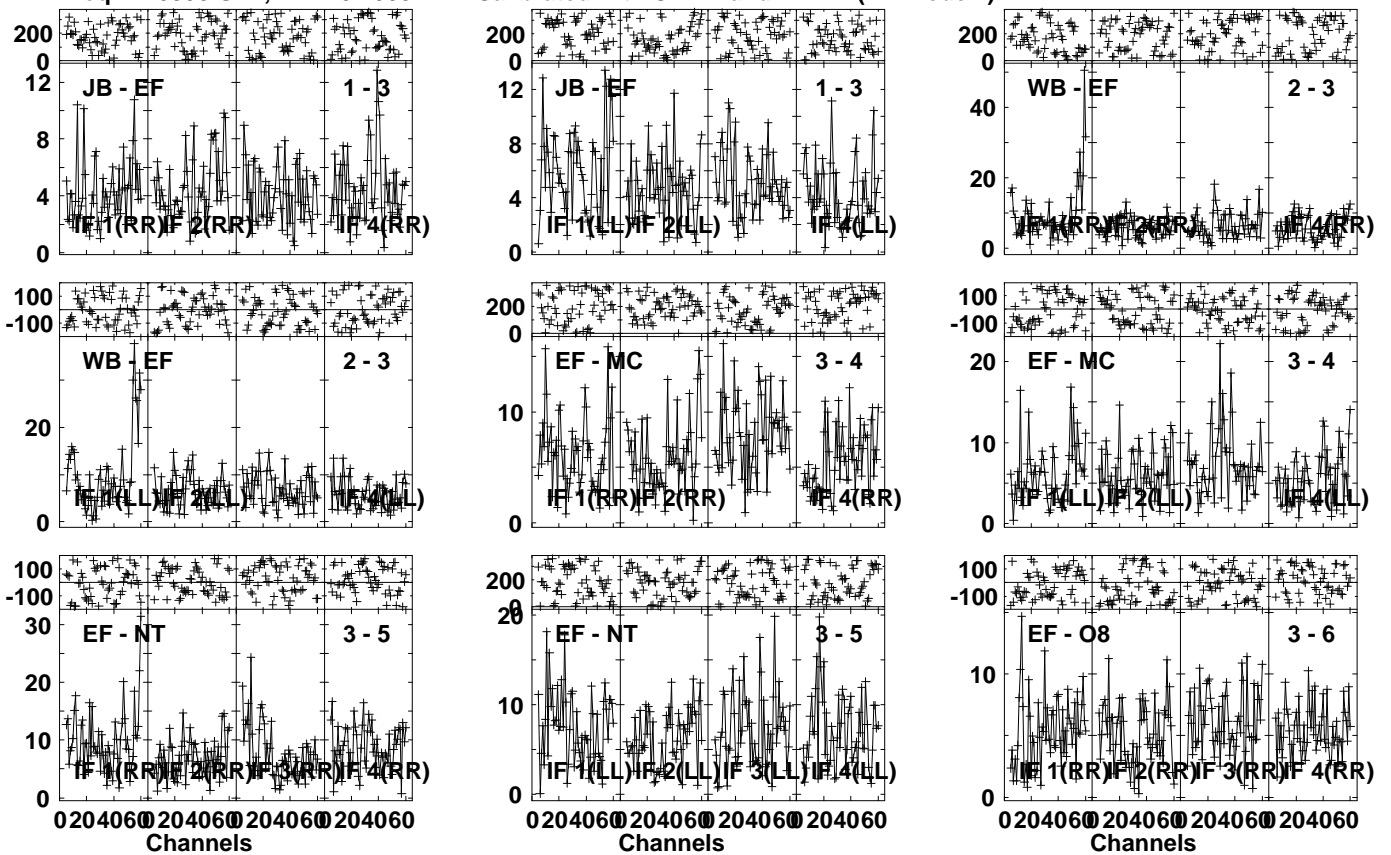 200
0
12
8
4
0
JB - EF 1 - 3
IF 1(RR) IF 2(RR) IF 4(RR)
12
8
4
0
JB - EF 1 - 3
IF 1(LL) IF 2(LL) IF 4(LL)
200
0
40
20
0
WB - EF 2 - 3
IF 1(RR) IF 2(RR) IF 4(RR)
100
-100
20
0
WB - EF 2 - 3
IF 1(LL) IF 2(LL) IF 4(LL)
200
0
10
0
EF - MC 3 - 4
IF 1(RR) IF 2(RR) IF 4(RR)
100
-100
20
10
0
EF - MC 3 - 4
IF 1(LL) IF 2(LL) IF 4(LL)
100
-100
30
20
10
0
EF - NT 3 - 5
IF 1(RR) IF 2(RR) IF 3(RR) IF 4(RR)
0 20 40 60 0 20 40 60 0 20 40 60 0 20 40 60
Channels
200
0
20
10
0
EF - NT 3 - 5
IF 1(LL) IF 2(LL) IF 3(LL) IF 4(LL)
0 20 40 60 0 20 40 60 0 20 40 60 0 20 40 60
Channels
100
-100
10
0
EF - O8 3 - 6
IF 1(RR) IF 2(RR) IF 3(RR) IF 4(RR)
0 20 40 60 0 20 40 60 0 20 40 60 0 20 40 60
Channels